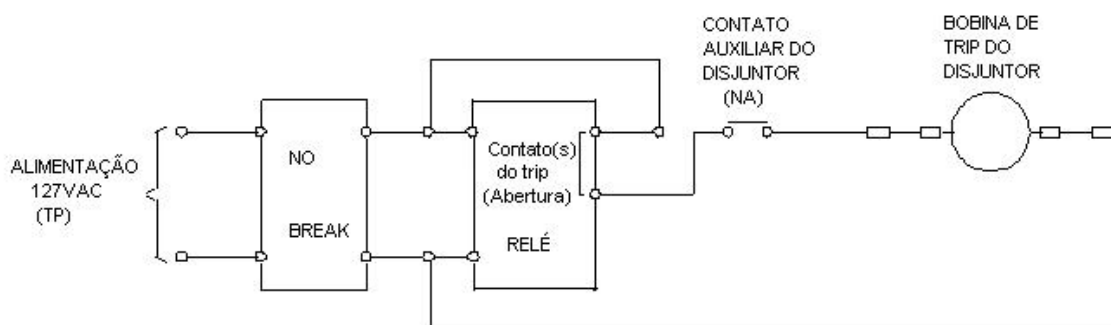 ALIMENTAÇÃO
127VAC
(TP)
NO
BREAK
Contato(s)
do trip
(Abertura)
RELÉ
CONTATO
AUXILIAR DO
DISJUNTOR
(NA)
BOBINA DE
TRIP DO
DISJUNTOR